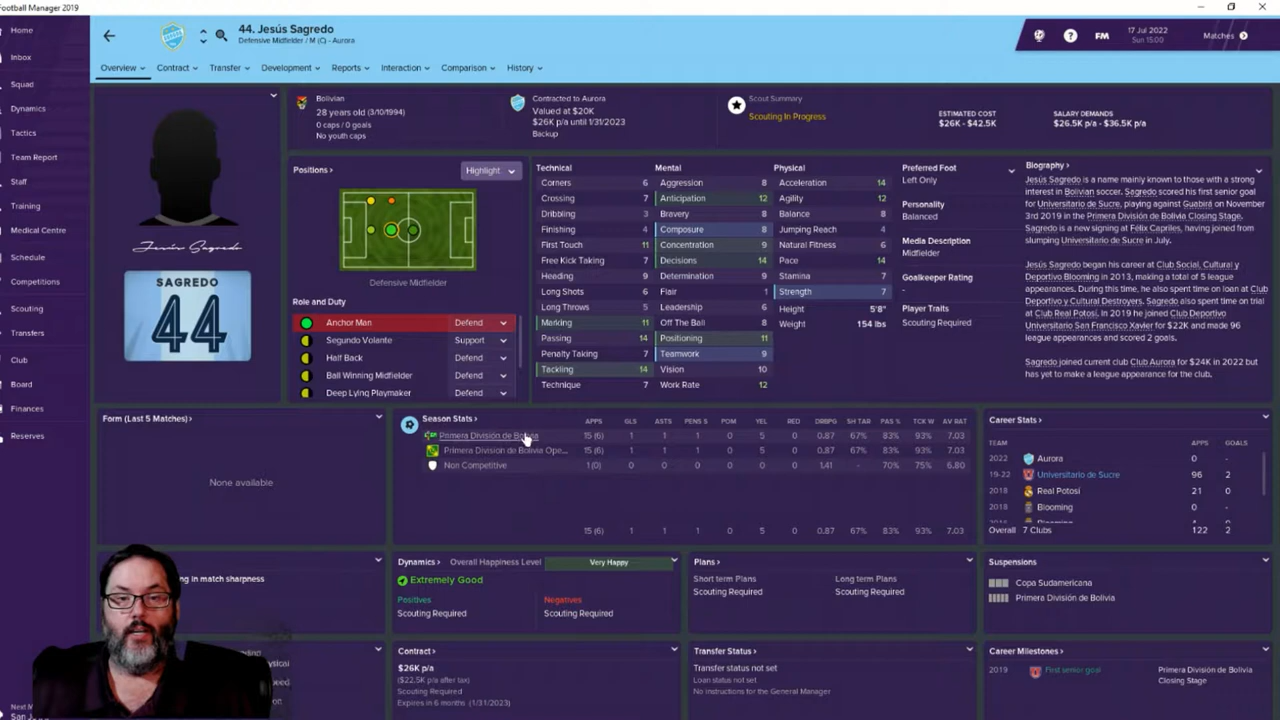 Football Manager 2019
44. Jesús Sagredo
Defensive Midfielder / M (C) - Aurora
17 Jul 2022
Sun 15:00
FM
Matches
Overview
Contract
Transfer
Development
Reports
Interaction
Comparison
History
Home
Inbox
Squad
Dynamics
Tactics
Team Report
Staff
Training
Medical Centre
Schedule
Competitions
Scouting
Transfers
Club
Board
Finances
Reserves
Bolivian
28 years old (3/10/1994)
0 caps / 0 goals
No youth caps
Contracted to Aurora
Valued at $20K
$26K p/a until 1/31/2023
Backup
Scout Summary
Scouting In Progress
ESTIMATED COST
$26K - $42.5K
SALARY DEMANDS
$26.5K p/a - $36.5K p/a
SAGREDO
44
Positions
Highlight
Defensive Midfielder
Role and Duty
Anchor Man Defend
Segundo Volante Support
Half Back Defend
Ball Winning Midfielder Defend
Deep Lying Playmaker Defend
Technical
Corners 6
Crossing 7
Dribbling 3
Finishing 4
First Touch 11
Free Kick Taking 7
Heading 9
Long Shots 6
Long Throws 5
Marking 11
Passing 14
Penalty Taking 7
Tackling 14
Technique 7
Mental
Aggression 8
Anticipation 12
Bravery 8
Composure 8
Concentration 9
Decisions 14
Determination 9
Flair 1
Leadership 6
Off The Ball 8
Positioning 11
Teamwork 9
Vision 10
Work Rate 12
Physical
Acceleration 14
Agility 12
Balance 8
Jumping Reach 4
Natural Fitness 6
Pace 14
Stamina 7
Strength 7
Height 5'8"
Weight 154 lbs
Preferred Foot
Left Only
Personality
Balanced
Media Description
Midfielder
Goalkeeper Rating
-
Player Traits
Scouting Required
Biography
Jesús Sagredo is a name mainly known to those with a strong
interest in Bolivian soccer. Sagredo scored his first senior goal
for Universitario de Sucre, playing against Guabirá on November
3rd 2019 in the Primera División de Bolivia Closing Stage.
Sagredo is a new signing at Félix Capriles, having joined from
slumping Universitario de Sucre in July.
Jesús Sagredo began his career at Club Social, Cultural y
Deportivo Blooming in 2013, making a total of 5 league
appearances. During this time, he also spent time on loan at Club
Deportivo y Cultural Destroyers. Sagredo also spent time on trial
at Club Real Potosí. In 2019 he joined Club Deportivo
Universitario San Francisco Xavier for $22K and made 96
league appearances and scored 2 goals.
Sagredo joined current club Club Aurora for $24K in 2022 but
has yet to make a league appearance for the club.
Form (Last 5 Matches)
None available
Season Stats APPS GLS ASTS PENS S POM YEL RED DRBPG SH TAR PAS % TCK W AV RAT
Primera División de Bolivia 15 (6) 1 1 1 0 5 0 0.87 67% 83% 93% 7.03
Primera División de Bolivia Ope... 15 (6) 1 1 1 0 5 0 0.87 67% 83% 93% 7.03
Non Competitive 1 (0) 0 0 0 0 0 0 1.41 - 70% 75% 6.80
15 (6) 1 1 1 0 5 0 0.87 67% 83% 93% 7.03
Career Stats
TEAM APPS GOALS
2022 Aurora 0 -
19-22 Universitario de Sucre 96 2
2018 Real Potosí 21 0
2018 Blooming 0 -
Overall 7 Clubs 122 2
in match sharpness
Dynamics Overall Happiness Level Very Happy
Extremely Good
Positives
Scouting Required
Negatives
Scouting Required
Plans
Short term Plans
Scouting Required
Long term Plans
Scouting Required
Suspensions
Copa Sudamericana
Primera División de Bolivia
Contract
$26K p/a
($22.5K p/a after tax)
Scouting Required
Expires in 6 months (1/31/2023)
Transfer Status
Transfer status not set
Loan status not set
No instructions for the General Manager
Career Milestones
2019 First senior goal Primera División de Bolivia
Closing Stage